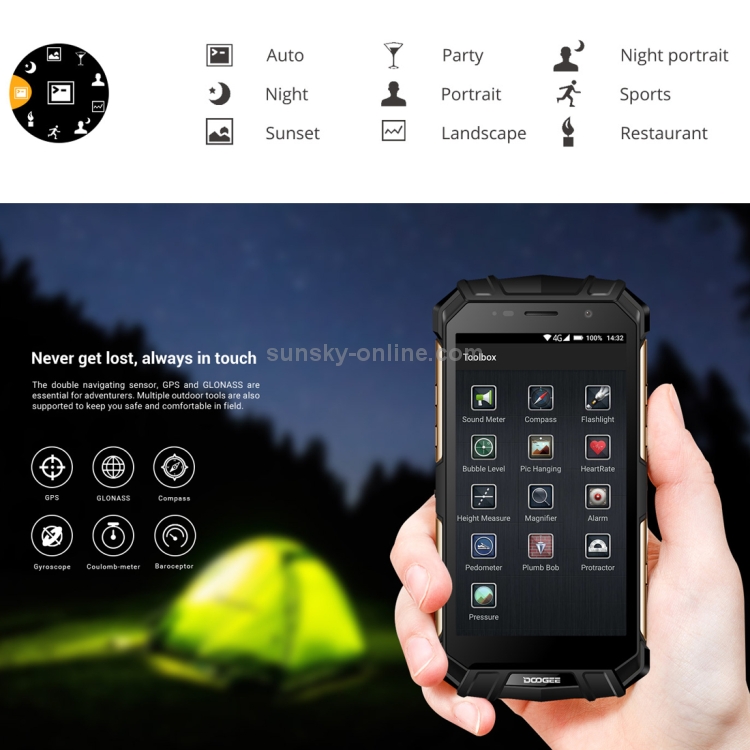 Auto
Party
Night portrait
Night
Portrait
Sports
Sunset
Landscape
Restaurant
Never get lost, always in touch
sunsky-online.com
The double navigating sensor, GPS and GLONASS are
essential for adventurers. Multiple outdoor tools are also
supported to keep you safe and comfortable in field.
GPS
GLONASS
Compass
Gyroscope
Coulomb-meter
Baroceptor
4G 100% 14:32
Toolbox
Sound Meter
Compass
Flashlight
Bubble Level
Pic Hanging
HeartRate
Height Measure
Magnifier
Alarm
Pedometer
Plumb Bob
Protractor
Pressure
DOOGEE